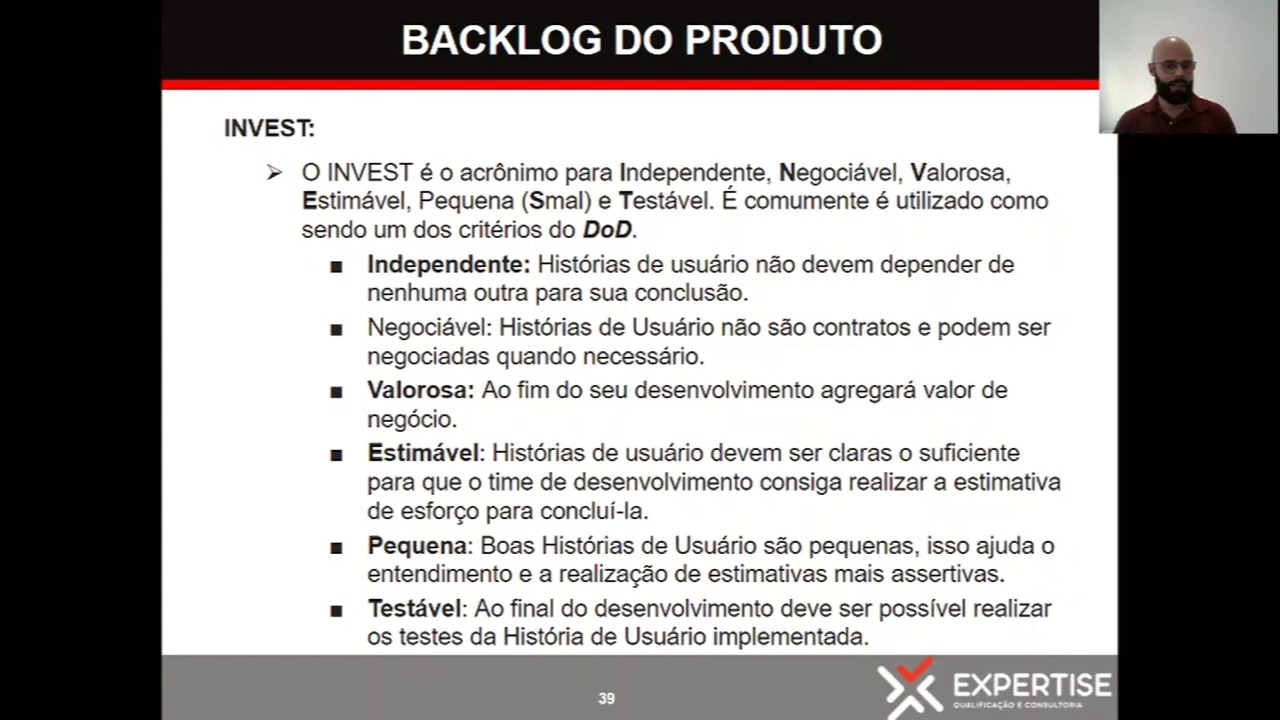 BACKLOG DO PRODUTO
INVEST:
O INVEST é o acrônimo para Independente, Negociável, Valorosa,
Estimável, Pequena (Smal) e Testável. É comumente é utilizado como
sendo um dos critérios do DoD.
Independente: Histórias de usuário não devem depender de
nenhuma outra para sua conclusão.
Negociável: Histórias de Usuário não são contratos e podem ser
negociadas quando necessário.
Valorosa: Ao fim do seu desenvolvimento agregará valor de
negócio.
Estimável: Histórias de usuário devem ser claras o suficiente
para que o time de desenvolvimento consiga realizar a estimativa
de esforço para concluí-la.
Pequena: Boas Histórias de Usuário são pequenas, isso ajuda o
entendimento e a realização de estimativas mais assertivas.
Testável: Ao final do desenvolvimento deve ser possível realizar
os testes da História de Usuário implementada.
39
EXPERTISE
QUALIFICAÇÃO E CONSULTORIA